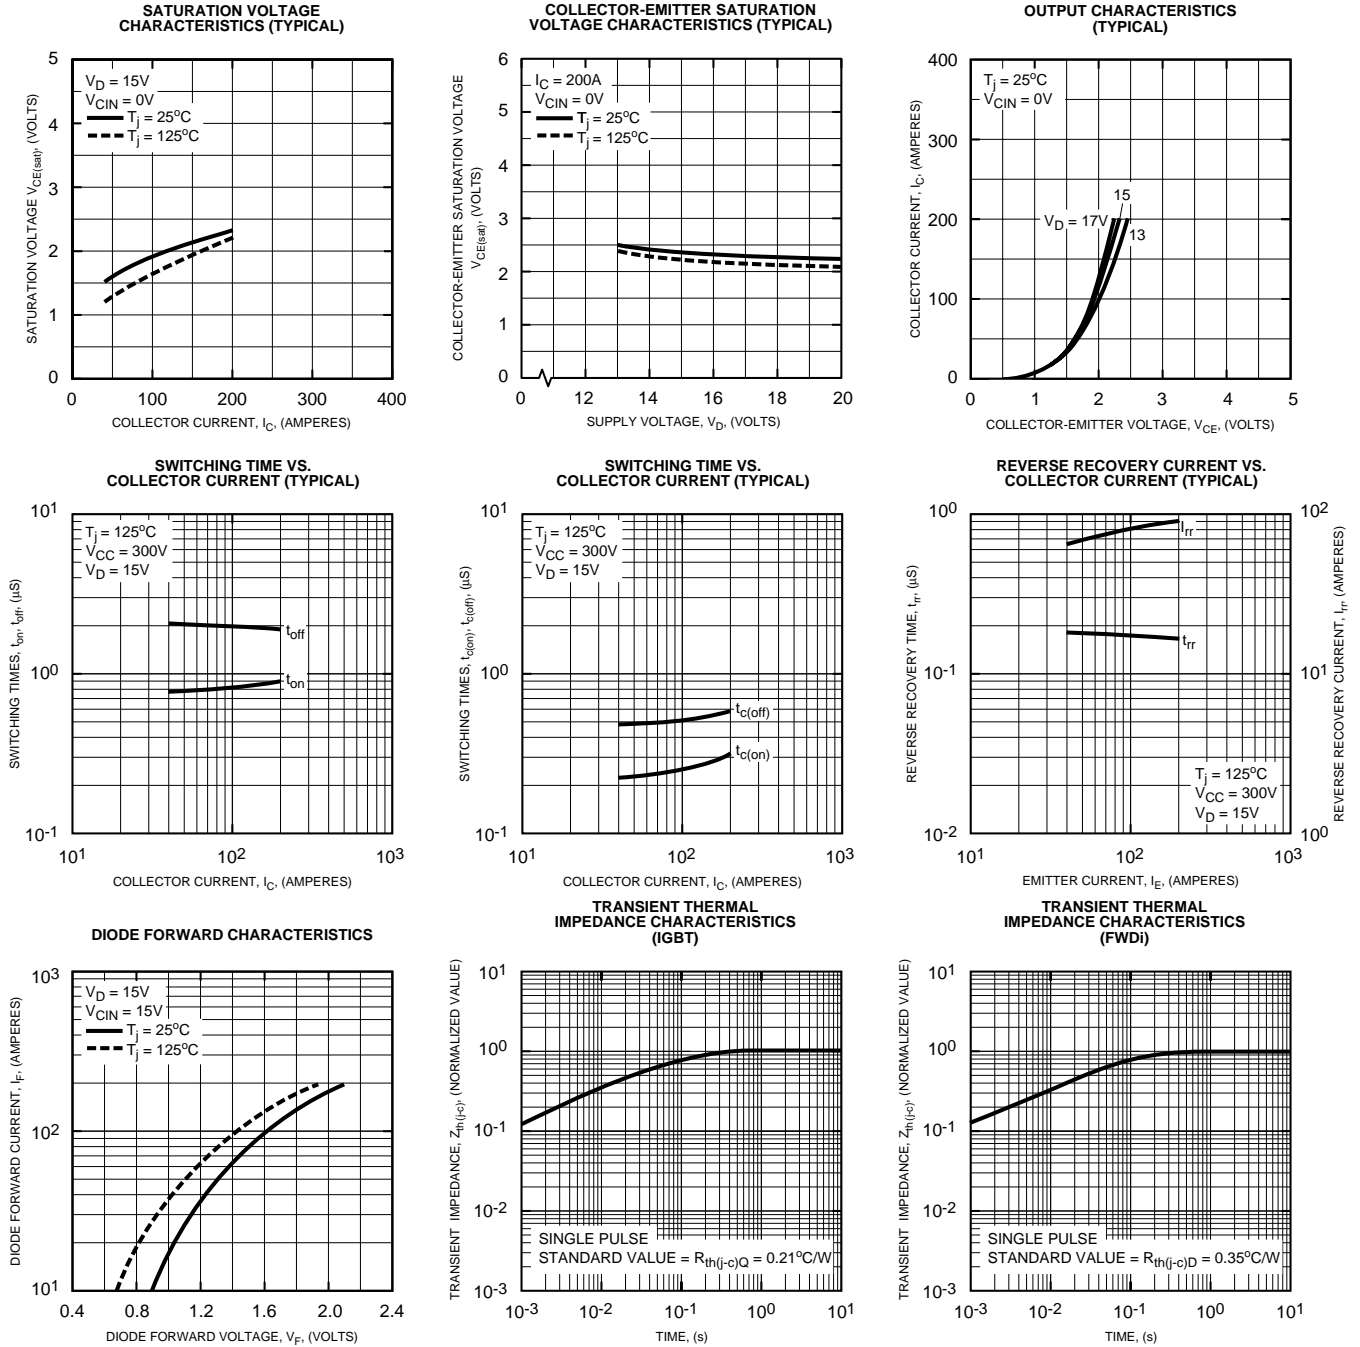 SATURATION VOLTAGE
CHARACTERISTICS (TYPICAL)
SATURATION VOLTAGE V_CE(sat), (VOLTS)
5
4
3
2
1
0
V_D = 15V
V_CIN = 0V
T_j = 25°C
T_j = 125°C
0 100 200 300 400
COLLECTOR CURRENT, I_C, (AMPERES)
COLLECTOR-EMITTER SATURATION
VOLTAGE CHARACTERISTICS (TYPICAL)
COLLECTOR-EMITTER SATURATION VOLTAGE
V_CE(sat), (VOLTS)
6
5
4
3
2
1
0
I_C = 200A
V_CIN = 0V
T_j = 25°C
T_j = 125°C
0 12 14 16 18 20
SUPPLY VOLTAGE, V_D, (VOLTS)
OUTPUT CHARACTERISTICS
(TYPICAL)
COLLECTOR CURRENT, I_C, (AMPERES)
400
300
200
100
0
T_j = 25°C
V_CIN = 0V
15
V_D = 17V
13
0 1 2 3 4 5
COLLECTOR-EMITTER VOLTAGE, V_CE, (VOLTS)
SWITCHING TIME VS.
COLLECTOR CURRENT (TYPICAL)
SWITCHING TIMES, t_on, t_off, (μS)
10^1
10^0
10^-1
T_j = 125°C
V_CC = 300V
V_D = 15V
t_off
t_on
10^1 10^2 10^3
COLLECTOR CURRENT, I_C, (AMPERES)
SWITCHING TIME VS.
COLLECTOR CURRENT (TYPICAL)
SWITCHING TIMES, t_c(on), t_c(off), (μS)
10^1
10^0
10^-1
T_j = 125°C
V_CC = 300V
V_D = 15V
t_c(off)
t_c(on)
10^1 10^2 10^3
COLLECTOR CURRENT, I_C, (AMPERES)
REVERSE RECOVERY CURRENT VS.
COLLECTOR CURRENT (TYPICAL)
REVERSE RECOVERY TIME, t_rr, (μS)
10^0
10^-1
10^-2
I_rr
t_rr
T_j = 125°C
V_CC = 300V
V_D = 15V
10^2
10^1
10^0
REVERSE RECOVERY CURRENT, I_rr, (AMPERES)
10^1 10^2 10^3
EMITTER CURRENT, I_E, (AMPERES)
DIODE FORWARD CHARACTERISTICS
DIODE FORWARD CURRENT, I_F, (AMPERES)
10^3
10^2
10^1
V_D = 15V
V_CIN = 15V
T_j = 25°C
T_j = 125°C
0.4 0.8 1.2 1.6 2.0 2.4
DIODE FORWARD VOLTAGE, V_F, (VOLTS)
TRANSIENT THERMAL
IMPEDANCE CHARACTERISTICS
(IGBT)
TRANSIENT IMPEDANCE, Z_th(j-c), (NORMALIZED VALUE)
10^1
10^0
10^-1
10^-2
10^-3
SINGLE PULSE
STANDARD VALUE = R_th(j-c)Q = 0.21°C/W
10^-3 10^-2 10^-1 10^0 10^1
TIME, (s)
TRANSIENT THERMAL
IMPEDANCE CHARACTERISTICS
(FWDi)
TRANSIENT IMPEDANCE, Z_th(j-c), (NORMALIZED VALUE)
10^1
10^0
10^-1
10^-2
10^-3
SINGLE PULSE
STANDARD VALUE = R_th(j-c)D = 0.35°C/W
10^-3 10^-2 10^-1 10^0 10^1
TIME, (s)